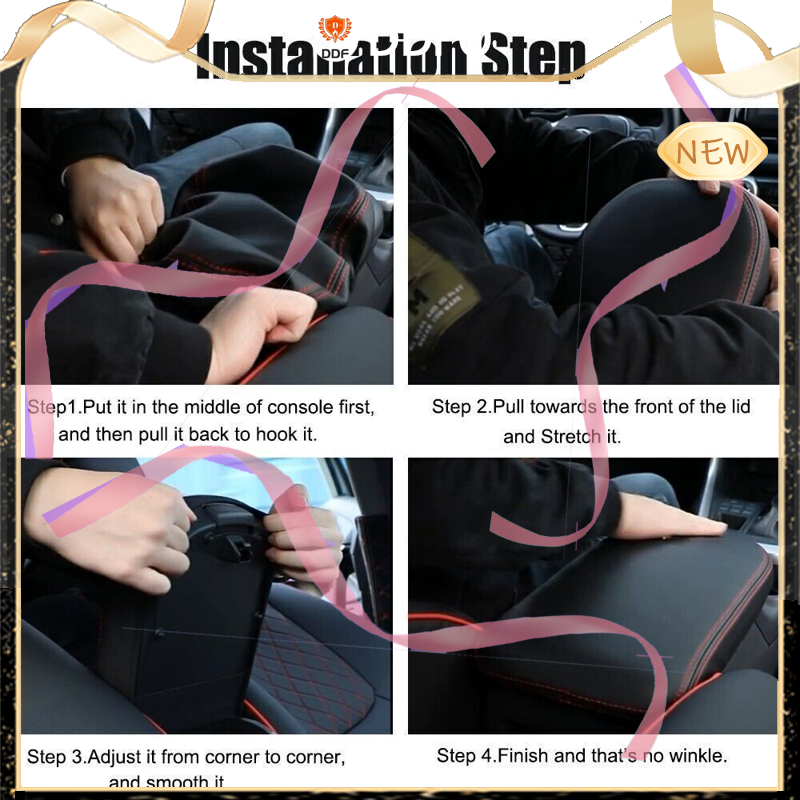 Installation Step
DDF
NEW
Step1.Put it in the middle of console first,
and then pull it back to hook it.
Step 2.Pull towards the front of the lid
and Stretch it.
Step 3.Adjust it from corner to corner,
and smooth it
Step 4.Finish and that's no winkle.